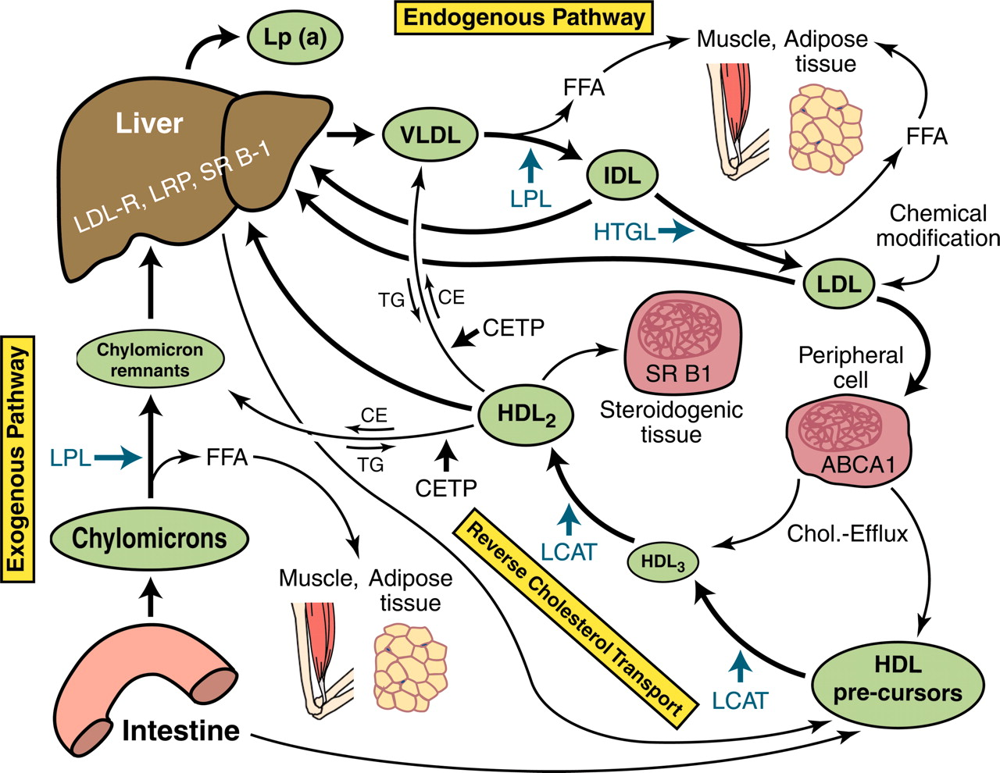 Endogenous Pathway
Lp (a)
Muscle, Adipose
tissue
FFA
Liver
VLDL
FFA
LDL-R, LRP, SR B-1
IDL
LPL
Chemical
modification
HTGL
LDL
TG
CE
CETP
SR B1
Steroidogenic
tissue
Peripheral
cell
ABCA1
Exogenous Pathway
Chylomicron
remnants
HDL2
CE
TG
CETP
LPL
FFA
Chylomicrons
Reverse Cholesterol Transport
LCAT
HDL3
Chol.-Efflux
Muscle, Adipose
tissue
HDL
pre-cursors
LCAT
Intestine